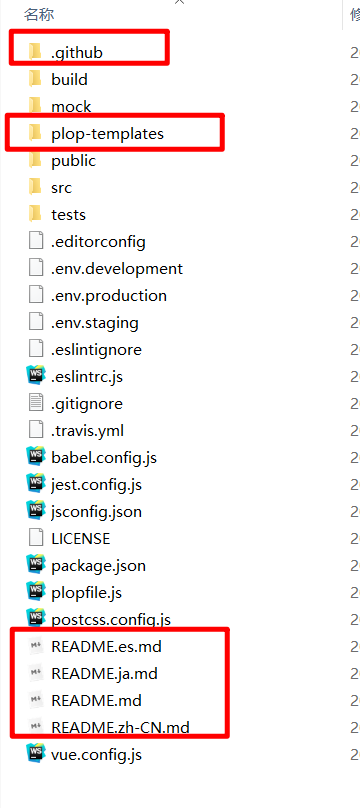 名称
.github
build
mock
plop-templates
public
src
tests
.editorconfig
.env.development
.env.production
.env.staging
.eslintignore
.eslintrc.js
.gitignore
.travis.yml
babel.config.js
jest.config.js
jsconfig.json
LICENSE
package.json
plopfile.js
postcss.config.js
README.es.md
README.ja.md
README.md
README.zh-CN.md
vue.config.js